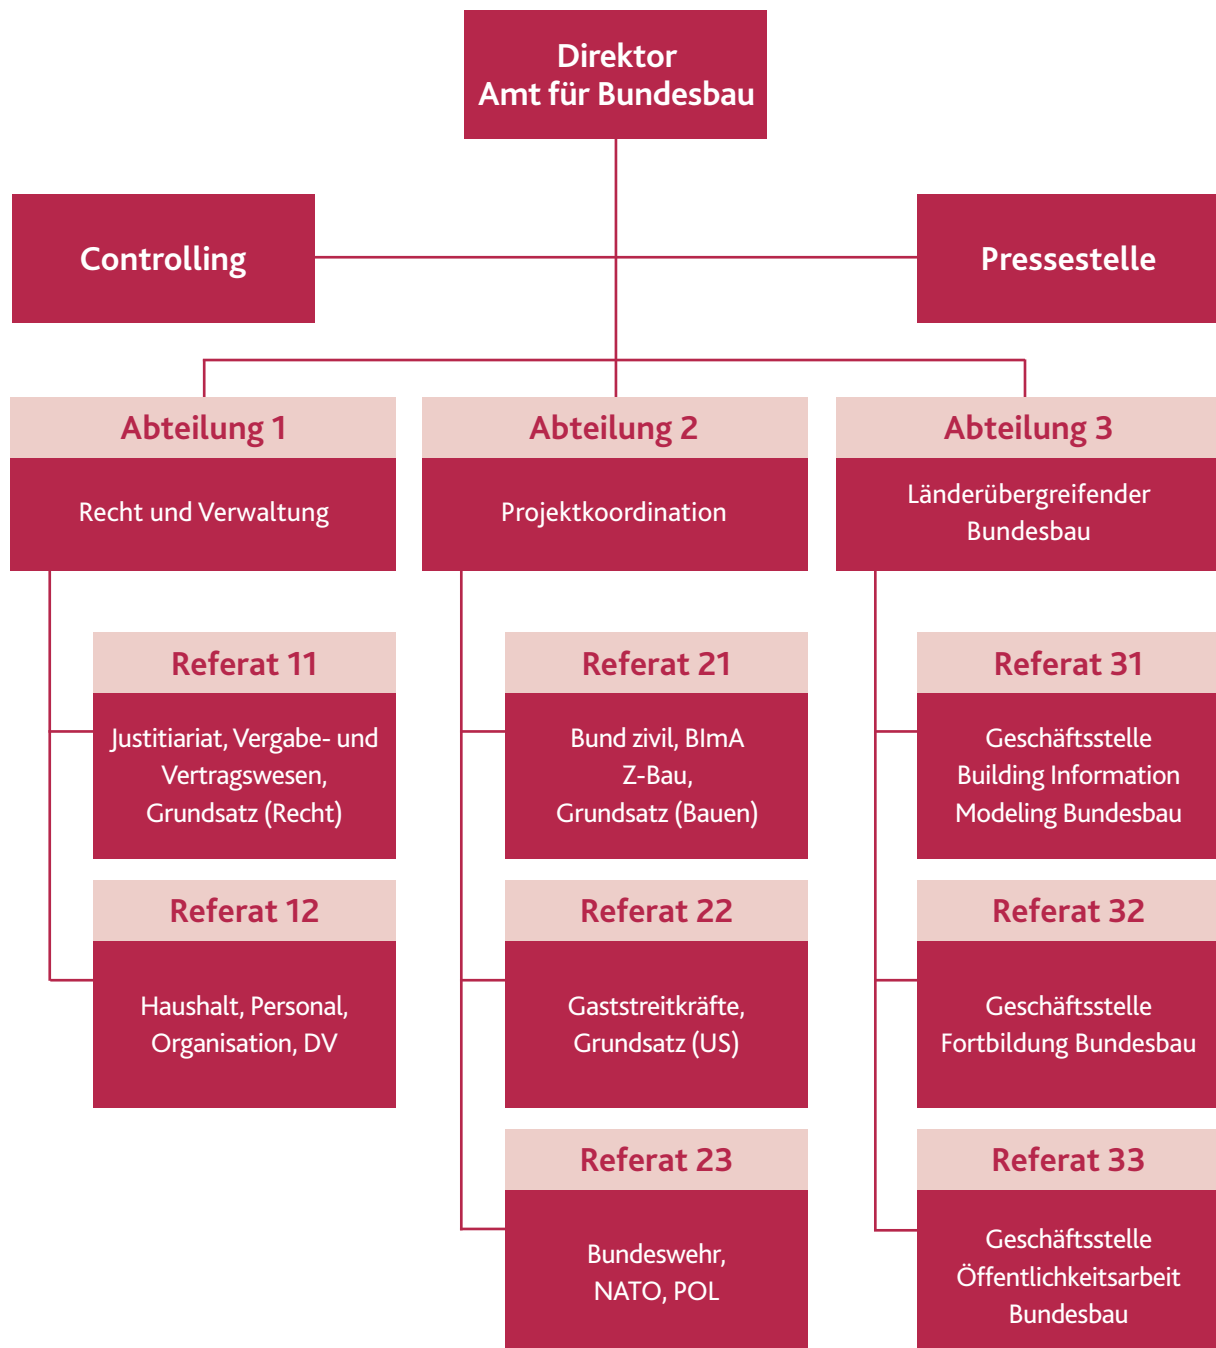 Direktor
Amt für Bundesbau
Controlling
Pressestelle
Abteilung 1
Recht und Verwaltung
Referat 11
Justitiariat, Vergabe- und
Vertragswesen,
Grundsatz (Recht)
Referat 12
Haushalt, Personal,
Organisation, DV
Abteilung 2
Projektkoordination
Referat 21
Bund zivil, BImA
Z-Bau,
Grundsatz (Bauen)
Referat 22
Gaststreitkräfte,
Grundsatz (US)
Referat 23
Bundeswehr,
NATO, POL
Abteilung 3
Länderübergreifender
Bundesbau
Referat 31
Geschäftsstelle
Building Information
Modeling Bundesbau
Referat 32
Geschäftsstelle
Fortbildung Bundesbau
Referat 33
Geschäftsstelle
Öffentlichkeitsarbeit
Bundesbau